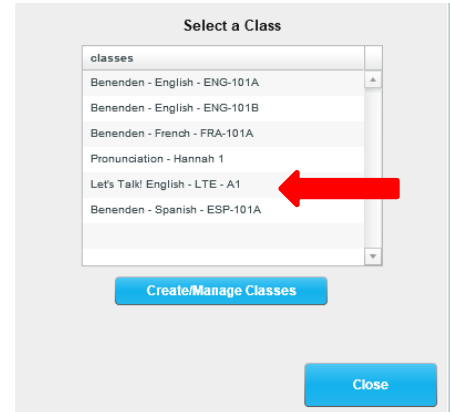 Select a Class
classes
Benenden - English - ENG-101A
Benenden - English - ENG-101B
Benenden - French - FRA-101A
Pronunciation - Hannah 1
Let's Talk! English - LTE - A1
Benenden - Spanish - ESP-101A
Create/Manage Classes
Close